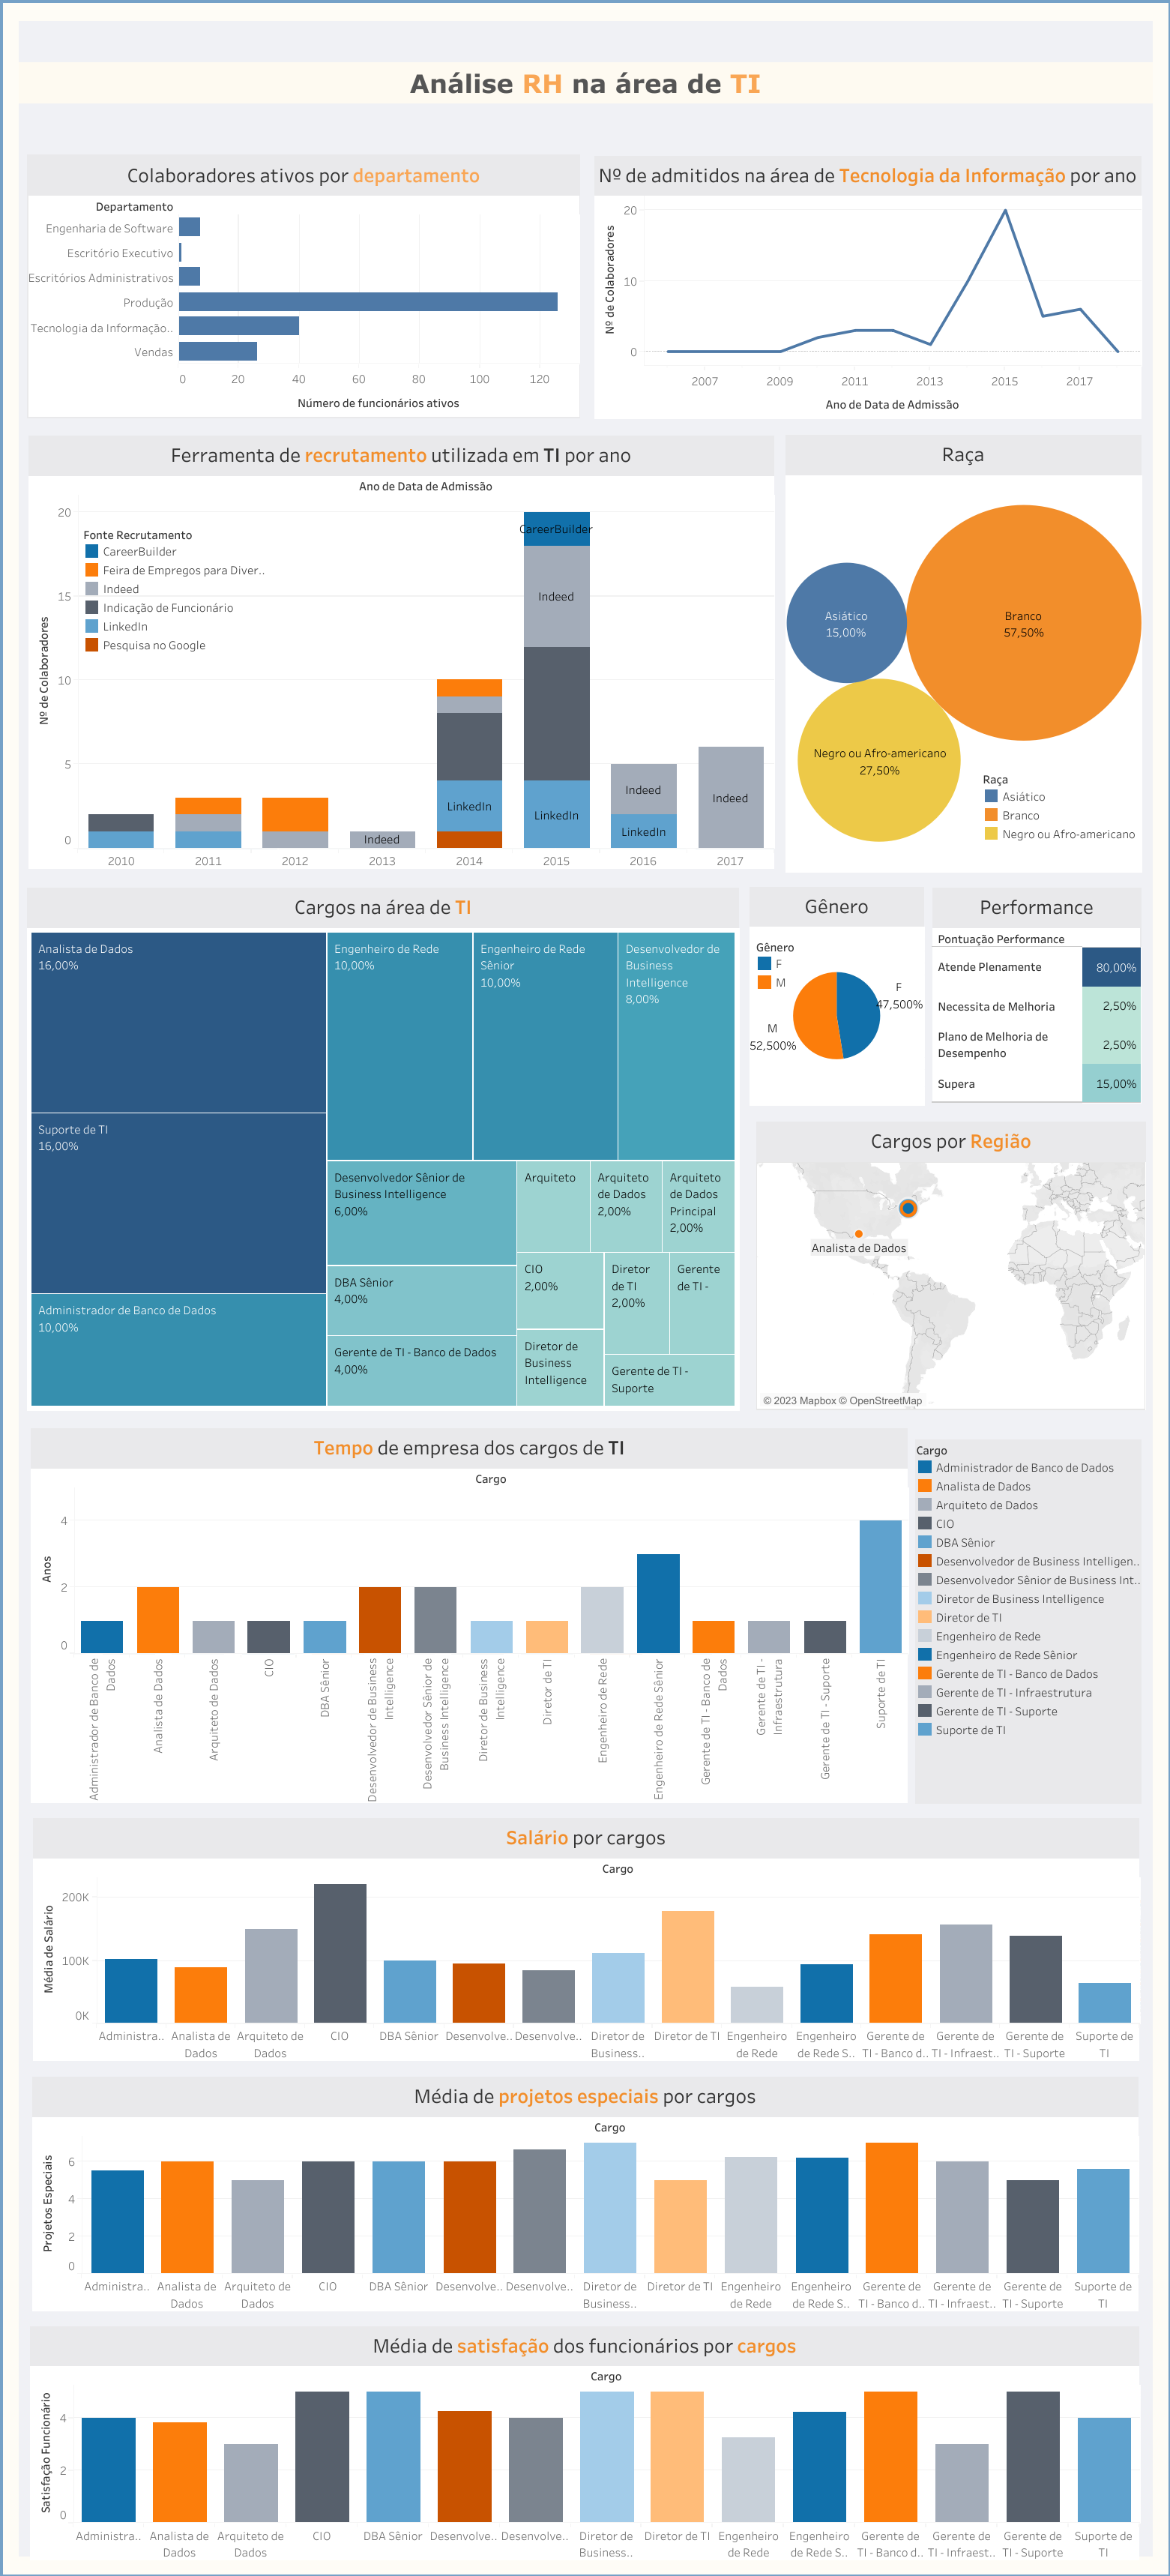 Análise RH na área de TI
Colaboradores ativos por departamento
Departamento
Engenharia de Software
Escritório Executivo
Escritórios Administrativos
Produção
Tecnologia da Informação..
Vendas
0 20 40 60 80 100 120
Número de funcionários ativos
Nº de admitidos na área de Tecnologia da Informação por ano
Nº de Colaboradores
20
10
0
2007 2009 2011 2013 2015 2017
Ano de Data de Admissão
Ferramenta de recrutamento utilizada em TI por ano
Ano de Data de Admissão
Nº de Colaboradores
20
15
10
5
0
Fonte Recrutamento
CareerBuilder
Feira de Empregos para Diver..
Indeed
Indicação de Funcionário
LinkedIn
Pesquisa no Google
Indeed
LinkedIn
CareerBuilder
Indeed
LinkedIn
Indeed
LinkedIn
Indeed
2010 2011 2012 2013 2014 2015 2016 2017
Raça
Asiático
15,00%
Branco
57,50%
Negro ou Afro-americano
27,50%
Raça
Asiático
Branco
Negro ou Afro-americano
Cargos na área de TI
Analista de Dados
16,00%
Suporte de TI
16,00%
Administrador de Banco de Dados
10,00%
Engenheiro de Rede
10,00%
Engenheiro de Rede
Sênior
10,00%
Desenvolvedor de
Business
Intelligence
8,00%
Desenvolvedor Sênior de
Business Intelligence
6,00%
DBA Sênior
4,00%
Gerente de TI - Banco de Dados
4,00%
Arquiteto
Arquiteto
de Dados
2,00%
Arquiteto
de Dados
Principal
2,00%
CIO
2,00%
Diretor
de TI
2,00%
Gerente
de TI -
Diretor de
Business
Intelligence
Gerente de TI -
Suporte
Gênero
Gênero
F
M
F
47,500%
M
52,500%
Performance
Pontuação Performance
Atende Plenamente 80,00%
Necessita de Melhoria 2,50%
Plano de Melhoria de
Desempenho 2,50%
Supera 15,00%
Cargos por Região
Analista de Dados
© 2023 Mapbox © OpenStreetMap
Tempo de empresa dos cargos de TI
Cargo
Anos
4
2
0
Administrador de Banco de
Dados
Analista de Dados
Arquiteto de Dados
CIO
DBA Sênior
Desenvolvedor de Business
Intelligence
Desenvolvedor Sênior de
Business Intelligence
Diretor de Business
Intelligence
Diretor de TI
Engenheiro de Rede
Engenheiro de Rede Sênior
Gerente de TI - Banco de
Dados
Gerente de TI -
Infraestrutura
Gerente de TI - Suporte
Suporte de TI
Cargo
Administrador de Banco de Dados
Analista de Dados
Arquiteto de Dados
CIO
DBA Sênior
Desenvolvedor de Business Intelligen..
Desenvolvedor Sênior de Business Int..
Diretor de Business Intelligence
Diretor de TI
Engenheiro de Rede
Engenheiro de Rede Sênior
Gerente de TI - Banco de Dados
Gerente de TI - Infraestrutura
Gerente de TI - Suporte
Suporte de TI
Salário por cargos
Cargo
Média de Salário
200K
100K
0K
Administra.. Analista de Arquiteto de CIO DBA Sênior Desenvolve.. Desenvolve.. Diretor de Diretor de TI Engenheiro Engenheiro Gerente de Gerente de Gerente de Suporte de
Dados Dados Business.. de Rede de Rede S.. TI - Banco d.. TI - Infraest.. TI - Suporte TI
Média de projetos especiais por cargos
Cargo
Projetos Especiais
6
4
2
0
Administra.. Analista de Arquiteto de CIO DBA Sênior Desenvolve.. Desenvolve.. Diretor de Diretor de TI Engenheiro Engenheiro Gerente de Gerente de Gerente de Suporte de
Dados Dados Business.. de Rede de Rede S.. TI - Banco d.. TI - Infraest.. TI - Suporte TI
Média de satisfação dos funcionários por cargos
Cargo
Satisfação Funcionário
4
2
0
Administra.. Analista de Arquiteto de CIO DBA Sênior Desenvolve.. Desenvolve.. Diretor de Diretor de TI Engenheiro Engenheiro Gerente de Gerente de Gerente de Suporte de
Dados Dados Business.. de Rede de Rede S.. TI - Banco d.. TI - Infraest.. TI - Suporte TI